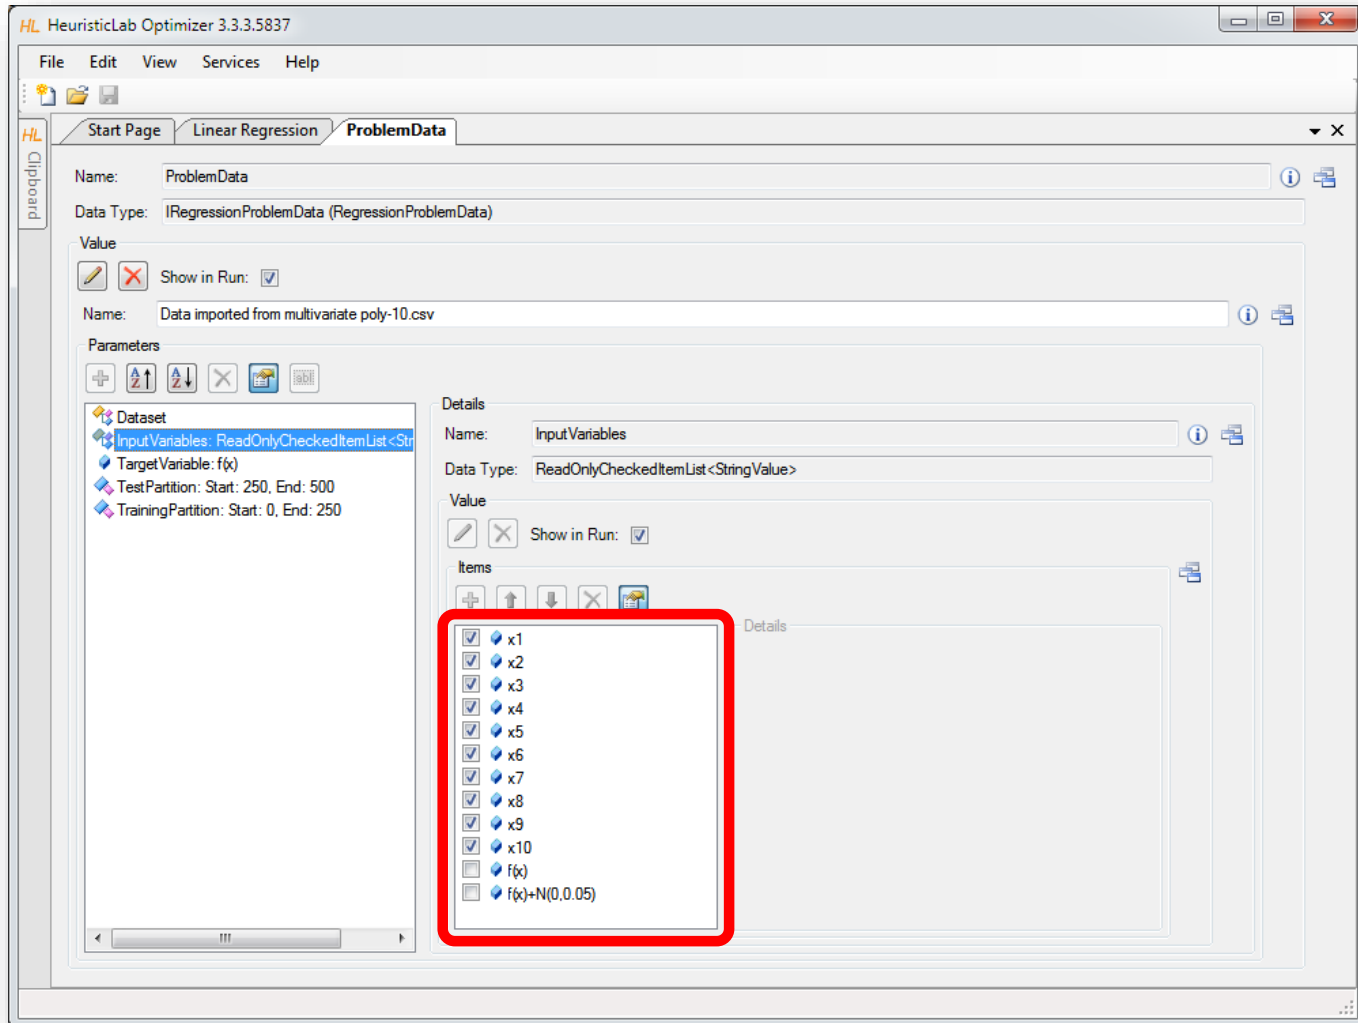 HL HeuristicLab Optimizer 3.3.3.5837
File Edit View Services Help
HL Clipboard
Start Page Linear Regression ProblemData
Name: ProblemData
Data Type: IRegressionProblemData (RegressionProblemData)
Value
Show in Run:
Name: Data imported from multivariate poly-10.csv
Parameters
Dataset
InputVariables: ReadOnlyCheckedItemList<Str
TargetVariable: f(x)
TestPartition: Start: 250, End: 500
TrainingPartition: Start: 0, End: 250
Details
Name: InputVariables
Data Type: ReadOnlyCheckedItemList<StringValue>
Value
Show in Run:
Items
Details
x1
x2
x3
x4
x5
x6
x7
x8
x9
x10
f(x)
f(x)+N(0,0.05)